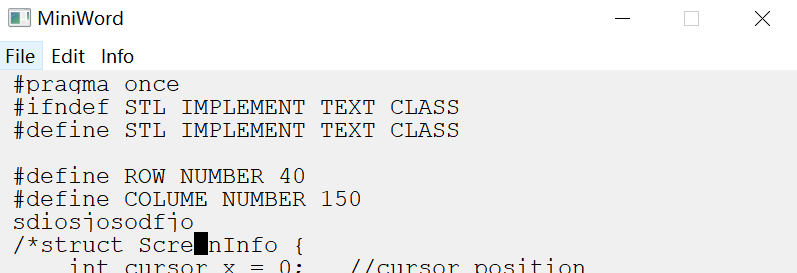 MiniWord
File Edit Info
#pragma once
#ifndef STL IMPLEMENT TEXT CLASS
#define STL IMPLEMENT TEXT CLASS
#define ROW NUMBER 40
#define COLUME NUMBER 150
sdiosjosodfjo
/*struct Scre nInfo {
int cursor x = 0; //cursor position